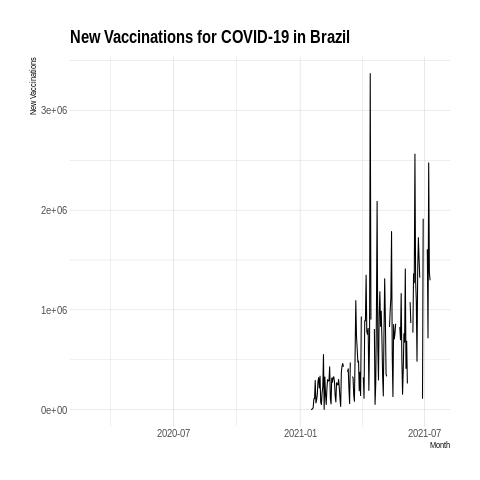 New Vaccinations for COVID-19 in Brazil
New Vaccinations
3e+06
2e+06
1e+06
0e+00
2020-07
2021-01
2021-07
Month